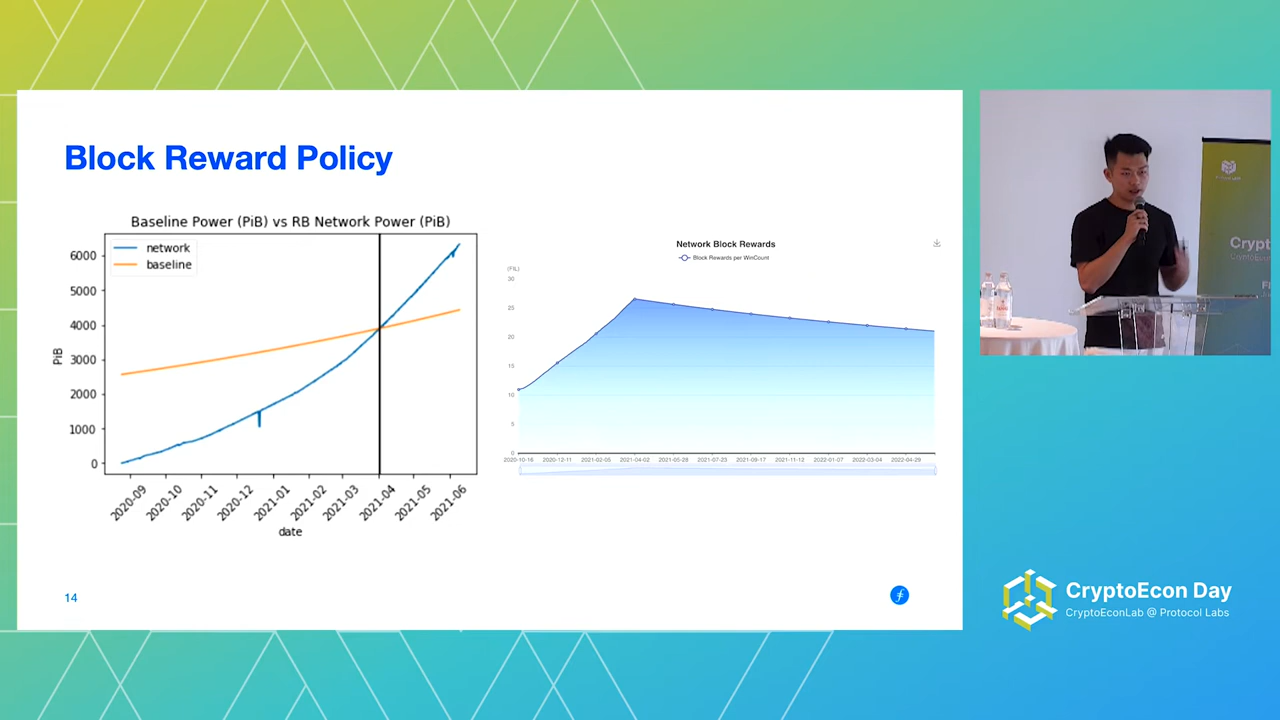 Block Reward Policy
Baseline Power (PiB) vs RB Network Power (PiB)
network
baseline
6000
5000
4000
3000
2000
1000
0
PiB
2020-09
2020-10
2020-11
2020-12
2021-01
2021-02
2021-03
2021-04
2021-05
2021-06
date
Network Block Rewards
Block Rewards per WinCount
(FIL)
30
25
20
15
10
5
0
2020-10-16 2020-12-11 2021-02-05 2021-04-02 2021-05-28 2021-07-23 2021-09-17 2021-11-12 2022-01-07 2022-03-04 2022-04-29
14
Crypt
CryptoEcon Day
CryptoEconLab @ Protocol Labs